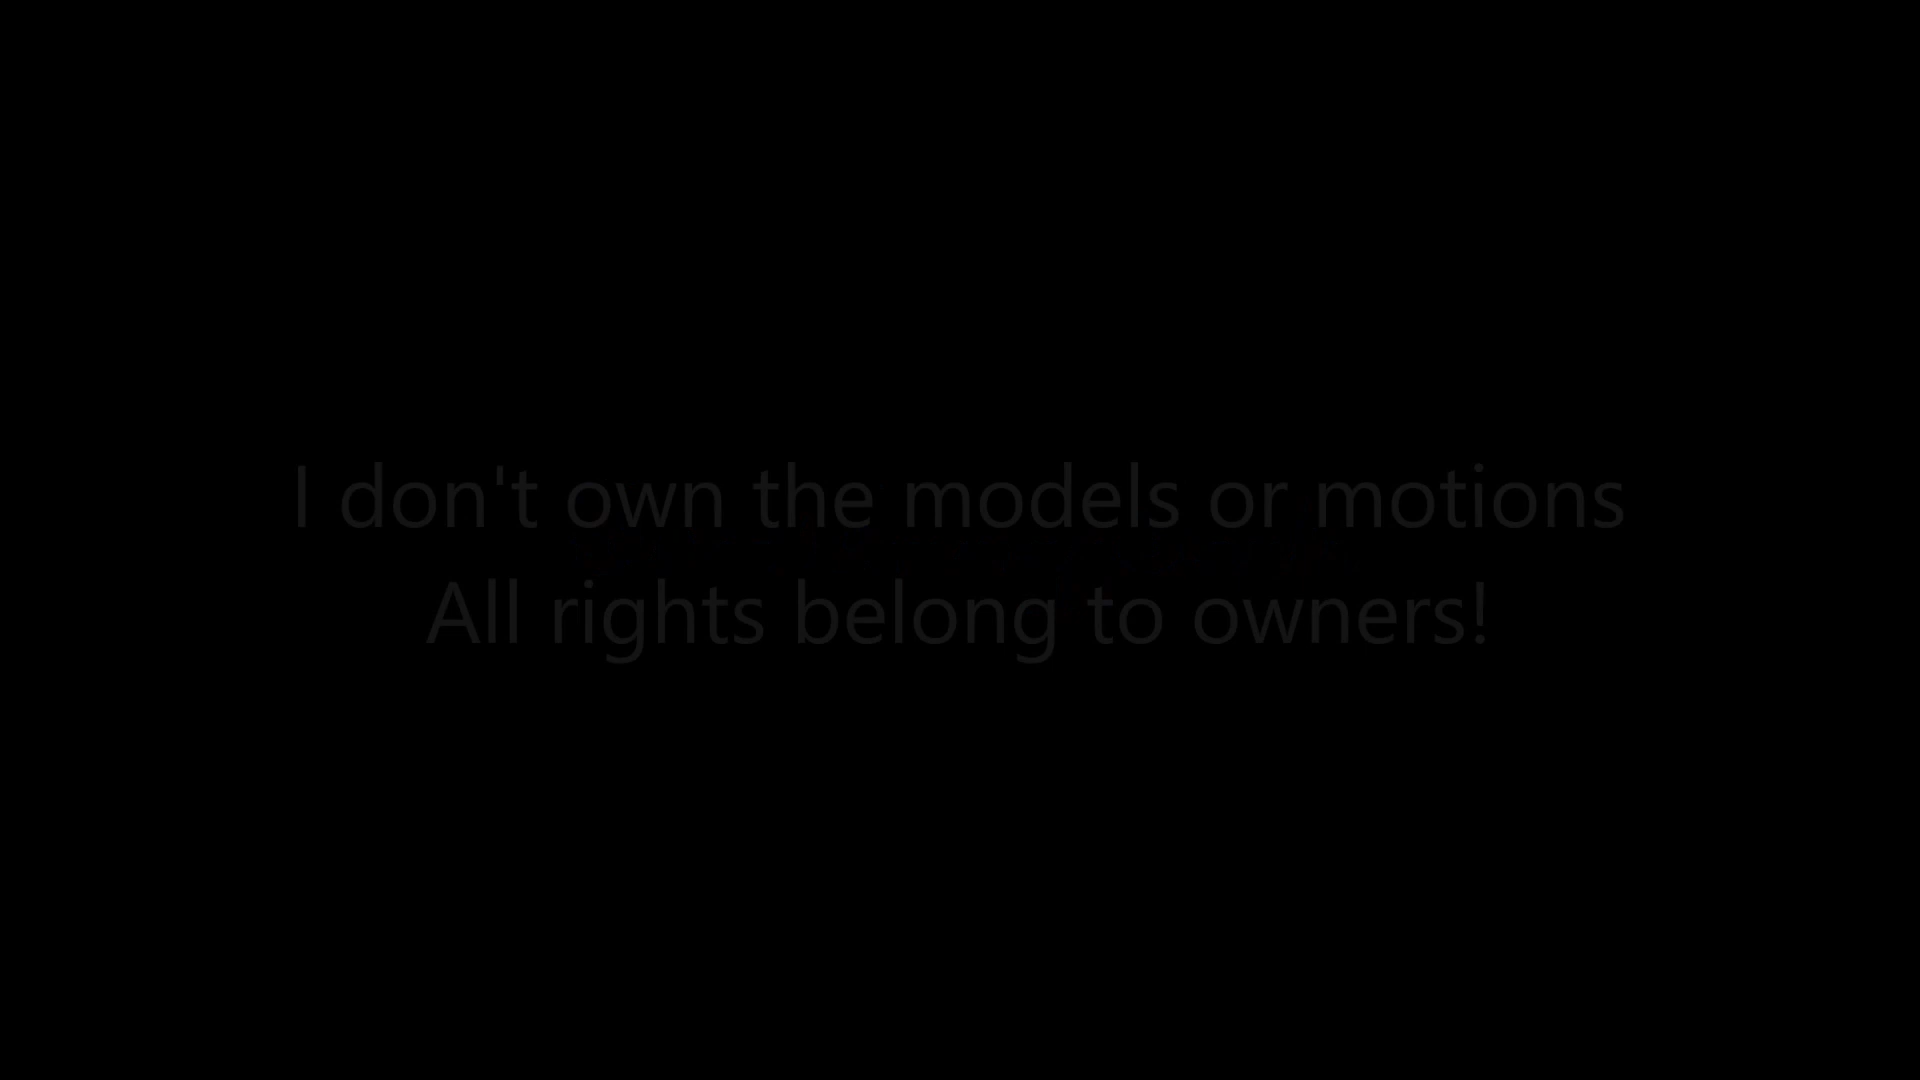 I don't own the models or motions
All rights belong to owners!